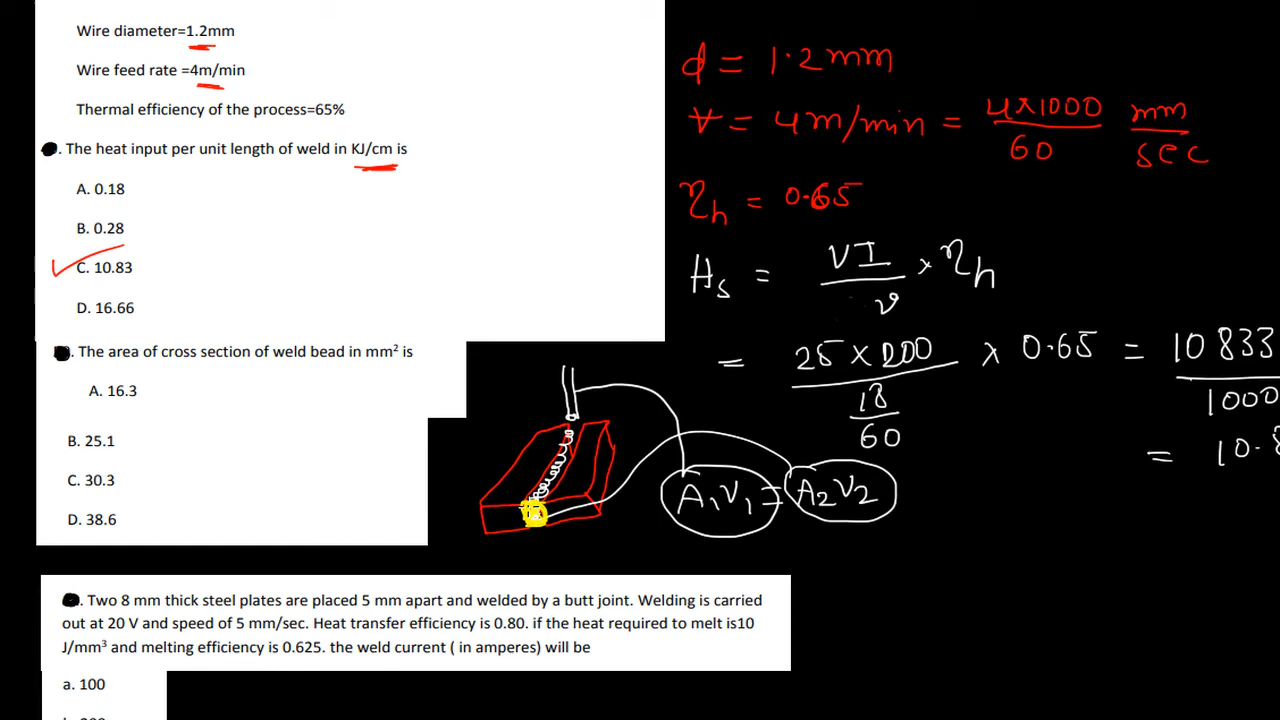 Wire diameter=1.2mm
Wire feed rate =4m/min
Thermal efficiency of the process=65%
. The heat input per unit length of weld in KJ/cm is
A. 0.18
B. 0.28
C. 10.83
D. 16.66
. The area of cross section of weld bead in mm² is
A. 16.3
B. 25.1
C. 30.3
D. 38.6
d = 1.2mm
v = 4m/min = 4×1000/60 mm/sec
ηh = 0.65
Hs = VI/v × ηh
= 25×200/(18/60) × 0.65 = 10833/1000
= 10.8
A₁V₁ = A₂V₂
. Two 8 mm thick steel plates are placed 5 mm apart and welded by a butt joint. Welding is carried
out at 20 V and speed of 5 mm/sec. Heat transfer efficiency is 0.80. if the heat required to melt is10
J/mm³ and melting efficiency is 0.625. the weld current ( in amperes) will be
a. 100